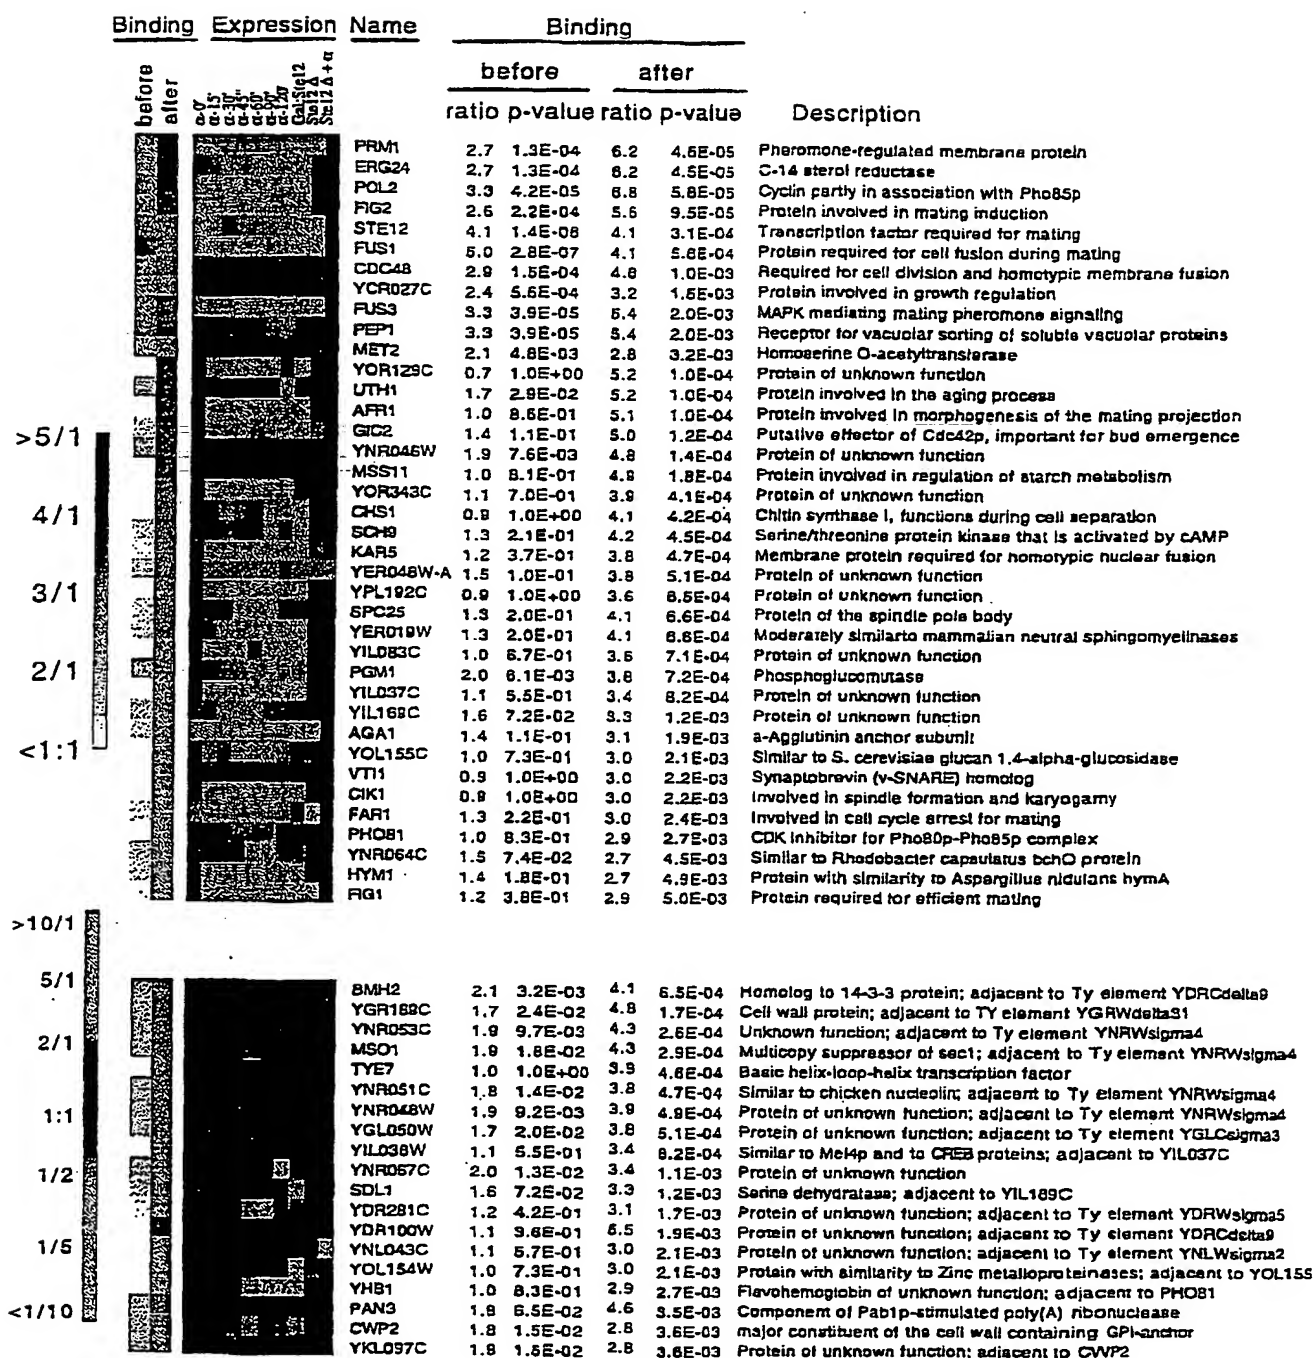 Binding Expression Name Binding
before after
before after α-0' α-15' α-30' α-45' α-60' α-90' α-120' Gal-Ste12 Ste12 Δ Ste12 Δ + α
ratio p-value ratio p-value Description
PRM1 2.7 1.3E-04 6.2 4.5E-05 Pheromone-regulated membrane protein
ERG24 2.7 1.3E-04 6.2 4.5E-05 C-14 sterol reductase
PCL2 3.3 4.2E-05 6.8 5.8E-05 Cyclin partly in association with Pho85p
FIG2 2.6 2.2E-04 5.6 9.5E-05 Protein involved in mating induction
STE12 4.1 1.4E-06 4.1 3.1E-04 Transcription factor required for mating
FUS1 5.0 2.8E-07 4.1 5.8E-04 Protein required for cell fusion during mating
CDC48 2.9 1.5E-04 4.8 1.0E-03 Required for cell division and homotypic membrane fusion
YCR027C 2.4 5.6E-04 3.2 1.5E-03 Protein involved in growth regulation
FUS3 3.3 3.9E-05 5.4 2.0E-03 MAPK mediating mating pheromone signaling
PEP1 3.3 3.9E-05 5.4 2.0E-03 Receptor for vacuolar sorting of soluble vacuolar proteins
MET2 2.1 4.8E-03 2.8 3.2E-03 Homoserine O-acetyltransferase
YOR129C 0.7 1.0E+00 5.2 1.0E-04 Protein of unknown function
UTH1 1.7 2.9E-02 5.2 1.0E-04 Protein involved in the aging process
AFR1 1.0 8.6E-01 5.1 1.0E-04 Protein involved in morphogenesis of the mating projection
GIC2 1.4 1.1E-01 5.0 1.2E-04 Putative effector of Cdc42p, important for bud emergence
YNR046W 1.9 7.6E-03 4.8 1.4E-04 Protein of unknown function
MSS11 1.0 8.1E-01 4.9 1.8E-04 Protein involved in regulation of starch metabolism
YOR343C 1.1 7.0E-01 3.9 4.1E-04 Protein of unknown function
CHS1 0.9 1.0E+00 4.1 4.2E-04 Chitin synthase I, functions during cell separation
SCH9 1.3 2.1E-01 4.2 4.5E-04 Serine/threonine protein kinase that is activated by cAMP
KAR5 1.2 3.7E-01 3.8 4.7E-04 Membrane protein required for homotypic nuclear fusion
YER048W-A 1.5 1.0E-01 3.8 5.1E-04 Protein of unknown function
YPL192C 0.9 1.0E+00 3.6 6.5E-04 Protein of unknown function
SPC25 1.3 2.0E-01 4.1 6.6E-04 Protein of the spindle pole body
YER019W 1.3 2.0E-01 4.1 6.6E-04 Moderately similarto mammalian neutral sphingomyelinases
YIL083C 1.0 6.7E-01 3.6 7.1E-04 Protein of unknown function
PGM1 2.0 6.1E-03 3.8 7.2E-04 Phosphoglucomutase
YIL037C 1.1 5.5E-01 3.4 8.2E-04 Protein of unknown function
YIL169C 1.6 7.2E-02 3.3 1.2E-03 Protein of unknown function
AGA1 1.4 1.1E-01 3.1 1.9E-03 a-Agglutinin anchor subunit
YOL155C 1.0 7.3E-01 3.0 2.1E-03 Similar to S. cerevisiae glucan 1,4-alpha-glucosidase
VTI1 0.9 1.0E+00 3.0 2.2E-03 Synaptobrevin (v-SNARE) homolog
CIK1 0.9 1.0E+00 3.0 2.2E-03 Involved in spindle formation and karyogamy
FAR1 1.3 2.2E-01 3.0 2.4E-03 Involved in cell cycle arrest for mating
PHO81 1.0 8.3E-01 2.9 2.7E-03 CDK inhibitor for Pho80p-Pho85p complex
YNR064C 1.5 7.4E-02 2.7 4.5E-03 Similar to Rhodobacter capsulatus bchO protein
HYM1 1.4 1.8E-01 2.7 4.9E-03 Protein with similarity to Aspergillus nidulans hymA
FIG1 1.2 3.8E-01 2.9 5.0E-03 Protein required for efficient mating
>5/1
4/1
3/1
2/1
<1:1
>10/1
5/1
2/1
1:1
1/2
1/5
<1/10
BMH2 2.1 3.2E-03 4.1 6.5E-04 Homolog to 14-3-3 protein; adjacent to Ty element YDRCdelta9
YGR189C 1.7 2.4E-02 4.8 1.7E-04 Cell wall protein; adjacent to TY element YGRWdelta31
YNR053C 1.9 9.7E-03 4.3 2.6E-04 Unknown function; adjacent to Ty element YNRWsigma4
MSO1 1.9 1.8E-02 4.3 2.9E-04 Multicopy suppressor of sec1; adjacent to Ty element YNRWsigma4
TYE7 1.0 1.0E+00 3.9 4.6E-04 Basic helix-loop-helix transcription factor
YNR051C 1.8 1.4E-02 3.8 4.7E-04 Similar to chicken nucleolin; adjacent to Ty element YNRWsigma4
YNR048W 1.9 9.2E-03 3.9 4.9E-04 Protein of unknown function; adjacent to Ty element YNRWsigma4
YGL050W 1.7 2.0E-02 3.8 5.1E-04 Protein of unknown function; adjacent to Ty element YGLCsigma3
YIL038W 1.1 5.5E-01 3.4 8.2E-04 Similar to Mel4p and to CREB proteins; adjacent to YIL037C
YNR067C 2.0 1.3E-02 3.4 1.1E-03 Protein of unknown function
SDL1 1.6 7.2E-02 3.3 1.2E-03 Serine dehydratase; adjacent to YIL189C
YDR281C 1.2 4.2E-01 3.1 1.7E-03 Protein of unknown function; adjacent to Ty element YDRWsigma5
YDR100W 1.1 9.6E-01 6.5 1.9E-03 Protein of unknown function; adjacent to Ty element YDRCdelta9
YNL043C 1.1 5.7E-01 3.0 2.1E-03 Protein of unknown function; adjacent to Ty element YNLWsigma2
YOL154W 1.0 7.3E-01 3.0 2.1E-03 Protein with similarity to Zinc metalloproteinases; adjacent to YOL155
YHB1 1.0 8.3E-01 2.9 2.7E-03 Flavohemoglobin of unknown function; adjacent to PHO81
PAN3 1.8 6.5E-02 4.6 3.5E-03 Component of Pab1p-stimulated poly(A) ribonuclease
CWP2 1.8 1.5E-02 2.8 3.6E-03 major constituent of the cell wall containing GPI-anchor
YKL097C 1.8 1.5E-02 2.8 3.6E-03 Protein of unknown function; adjacent to CWP2